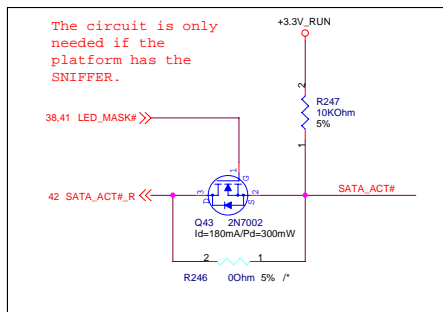 The circuit is only
needed if the
platform has the
SNIFFER.
+3.3V_RUN
2
R247
10KOhm
5%
1
38,41 LED_MASK#
1
G
42 SATA_ACT#_R
3
D
S
2
SATA_ACT#
Q43 2N7002
Id=180mA/Pd=300mW
2
1
R246 0Ohm 5% /*